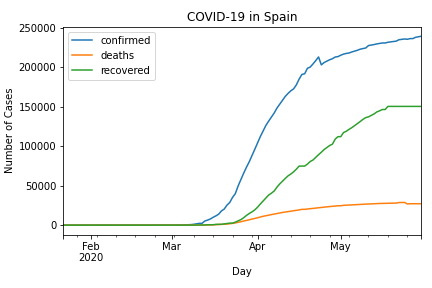 COVID-19 in Spain
confirmed
deaths
recovered
Number of Cases
250000
200000
150000
100000
50000
0
Feb
2020
Mar
Apr
May
Day